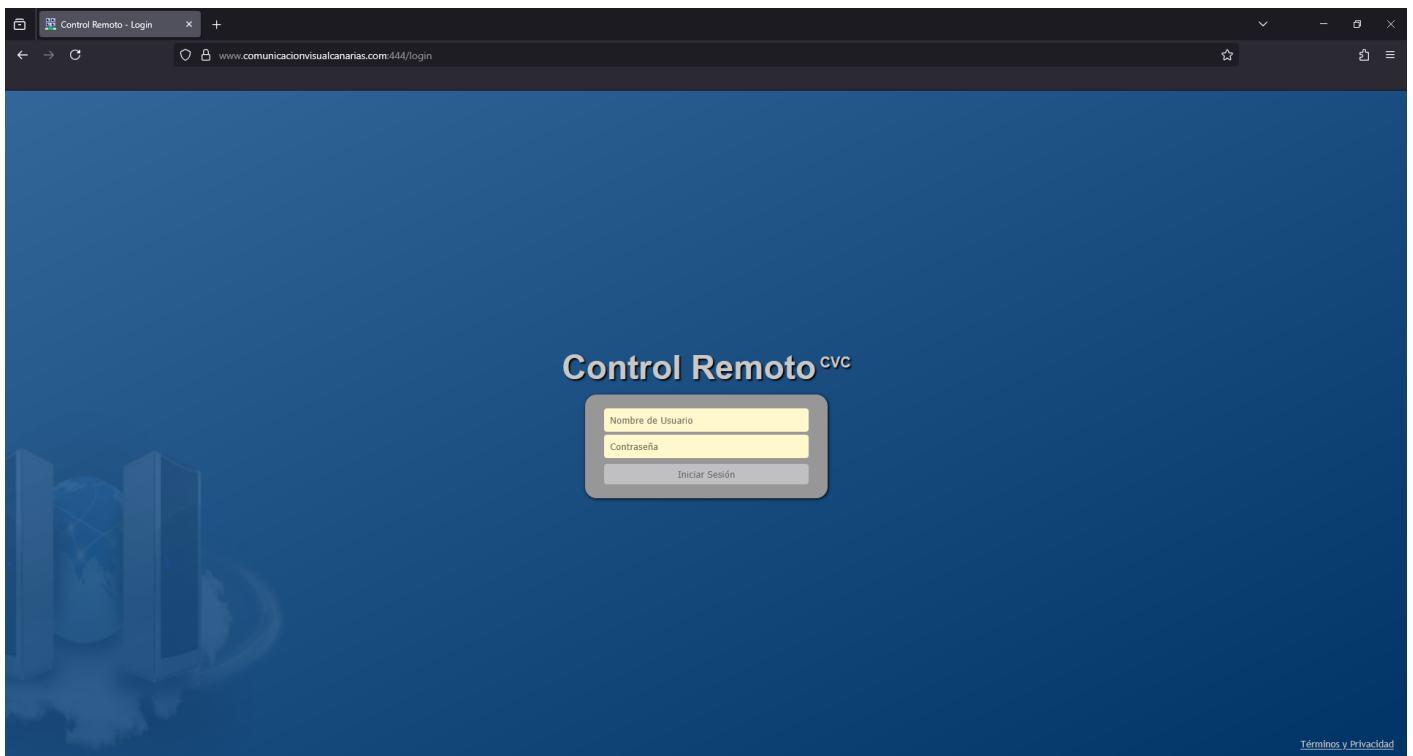 Control Remoto - Login
www.comunicacionvisualcanarias.com:444/login
Control Remoto CVC
Nombre de Usuario
Contraseña
Iniciar Sesión
Términos y Privacidad